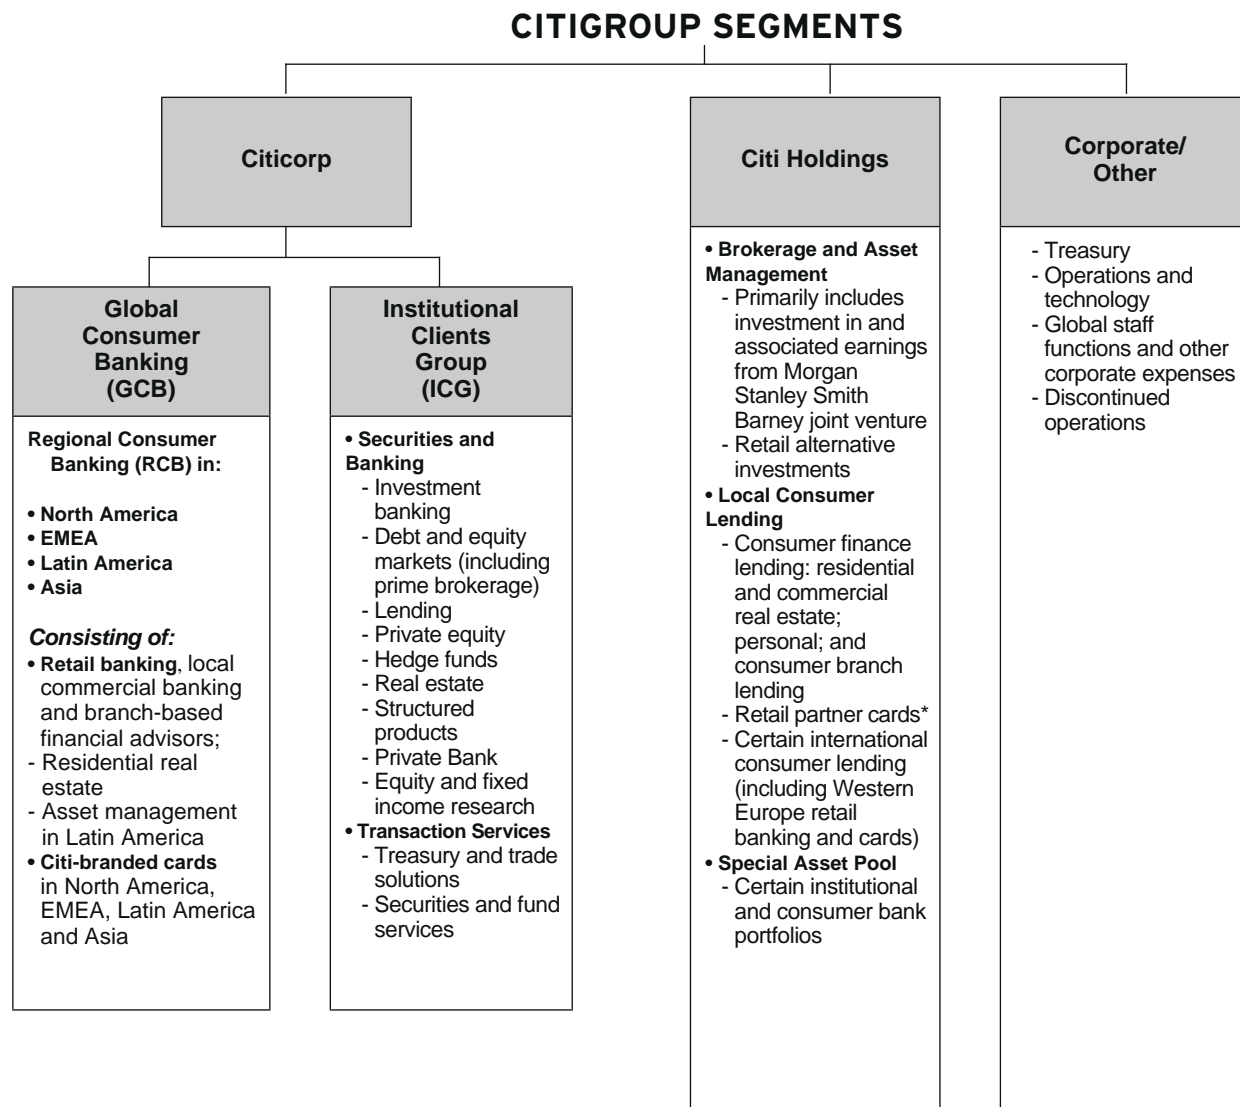 CITIGROUP SEGMENTS
Citicorp
Global
Consumer
Banking
(GCB)
Regional Consumer
Banking (RCB) in:
• North America
• EMEA
• Latin America
• Asia
Consisting of:
• Retail banking, local
commercial banking
and branch-based
financial advisors;
- Residential real
estate
- Asset management
in Latin America
• Citi-branded cards
in North America,
EMEA, Latin America
and Asia
Institutional
Clients
Group
(ICG)
• Securities and
Banking
- Investment
banking
- Debt and equity
markets (including
prime brokerage)
- Lending
- Private equity
- Hedge funds
- Real estate
- Structured
products
- Private Bank
- Equity and fixed
income research
• Transaction Services
- Treasury and trade
solutions
- Securities and fund
services
Citi Holdings
• Brokerage and Asset
Management
- Primarily includes
investment in and
associated earnings
from Morgan
Stanley Smith
Barney joint venture
- Retail alternative
investments
• Local Consumer
Lending
- Consumer finance
lending: residential
and commercial
real estate;
personal; and
consumer branch
lending
- Retail partner cards*
- Certain international
consumer lending
(including Western
Europe retail
banking and cards)
• Special Asset Pool
- Certain institutional
and consumer bank
portfolios
Corporate/
Other
- Treasury
- Operations and
technology
- Global staff
functions and other
corporate expenses
- Discontinued
operations